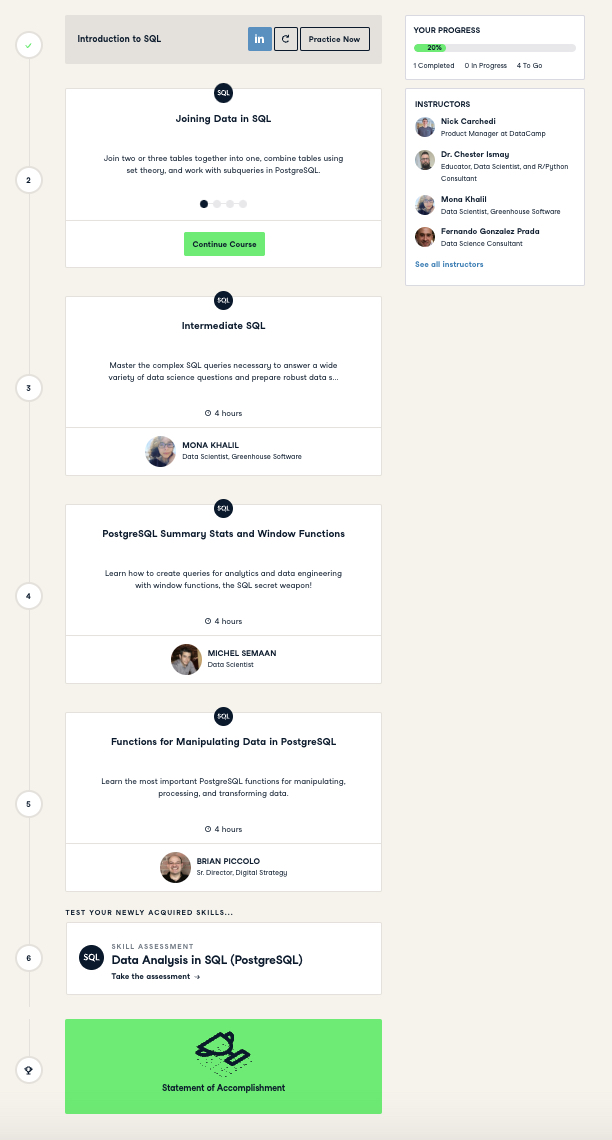 Introduction to SQL
in
Practice Now
SQL
Joining Data in SQL
Join two or three tables together into one, combine tables using
set theory, and work with subqueries in PostgreSQL.
2
Continue Course
SQL
Intermediate SQL
Master the complex SQL queries necessary to answer a wide
variety of data science questions and prepare robust data s...
3
4 hours
MONA KHALIL
Data Scientist, Greenhouse Software
SQL
PostgreSQL Summary Stats and Window Functions
Learn how to create queries for analytics and data engineering
with window functions, the SQL secret weapon!
4
4 hours
MICHEL SEMAAN
Data Scientist
SQL
Functions for Manipulating Data in PostgreSQL
Learn the most important PostgreSQL functions for manipulating,
processing, and transforming data.
5
4 hours
BRIAN PICCOLO
Sr. Director, Digital Strategy
TEST YOUR NEWLY ACQUIRED SKILLS...
6
SQL
SKILL ASSESSMENT
Data Analysis in SQL (PostgreSQL)
Take the assessment →
Statement of Accomplishment
YOUR PROGRESS
20%
1 Completed 0 In Progress 4 To Go
INSTRUCTORS
Nick Carchedi
Product Manager at DataCamp
Dr. Chester Ismay
Educator, Data Scientist, and R/Python
Consultant
Mona Khalil
Data Scientist, Greenhouse Software
Fernando Gonzalez Prada
Data Science Consultant
See all instructors